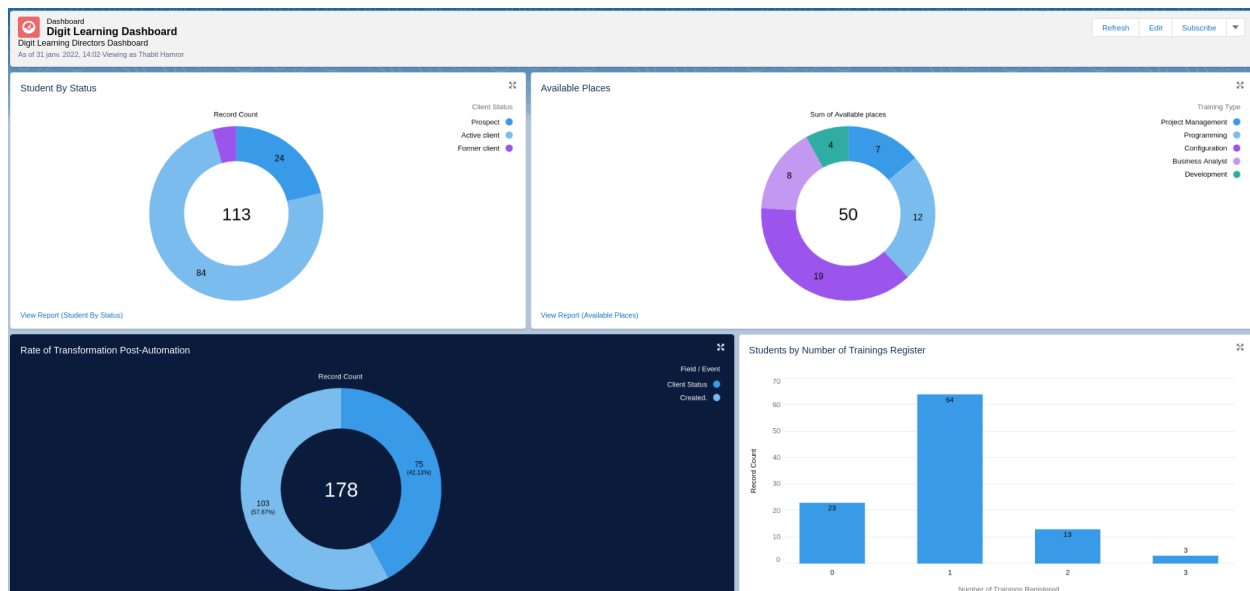 Dashboard
Digit Learning Dashboard
Digit Learning Directors Dashboard
As of 31 janv. 2022, 14:02·Viewing as Thabit Hamror
Refresh
Edit
Subscribe
Student By Status
Record Count
Client Status
Prospect
Active client
Former client
24
113
84
View Report (Student By Status)
Available Places
Sum of Available places
Training Type
Project Management
Programming
Configuration
Business Analyst
Development
4
7
8
50
12
19
View Report (Available Places)
Rate of Transformation Post-Automation
Record Count
Field / Event
Client Status
Created.
75
(42.13%)
178
103
(57.87%)
Students by Number of Trainings Register
Record Count
70
60
50
40
30
20
10
0
23
64
13
3
0
1
2
3
Number of Trainings Registered